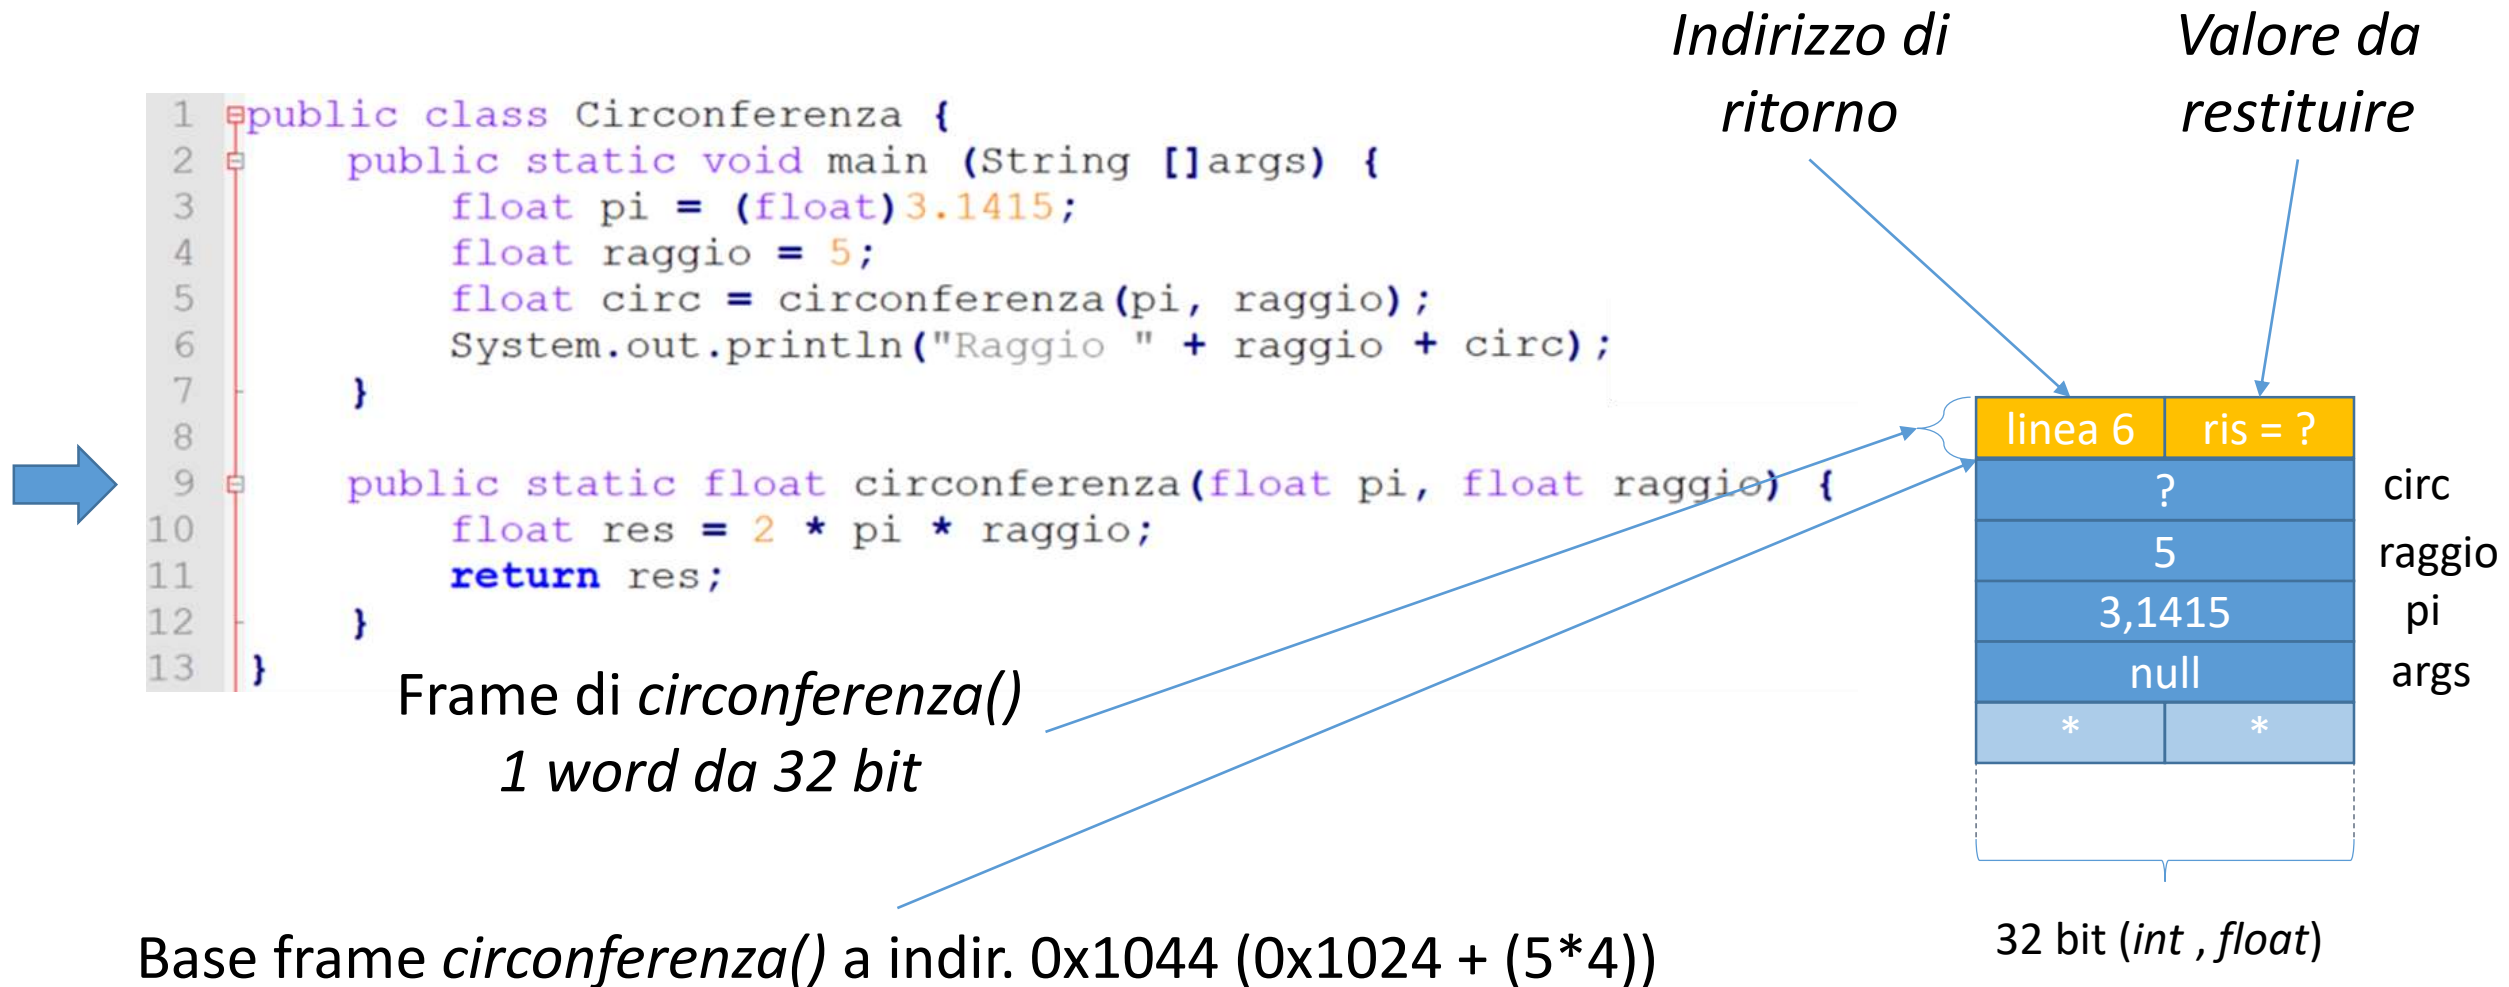 Indirizzo di
ritorno
Valore da
restituire
1 public class Circonferenza {
2 public static void main (String []args) {
3 float pi = (float)3.1415;
4 float raggio = 5;
5 float circ = circonferenza(pi, raggio);
6 System.out.println("Raggio " + raggio + circ);
7 }
8
9 public static float circonferenza(float pi, float raggio) {
10 float res = 2 * pi * raggio;
11 return res;
12 }
13 }
linea 6 ris = ?
? circ
5 raggio
3,1415 pi
null args
* *
Frame di circonferenza()
1 word da 32 bit
32 bit (int , float)
Base frame circonferenza() a indir. 0x1044 (0x1024 + (5*4))